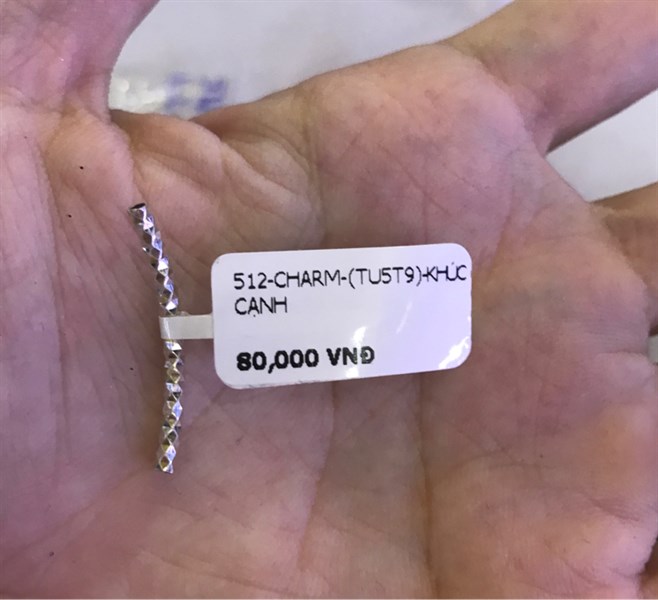 512-CHARM-(TU5T9)-KHÚC
CẠNH
80,000 VNĐ